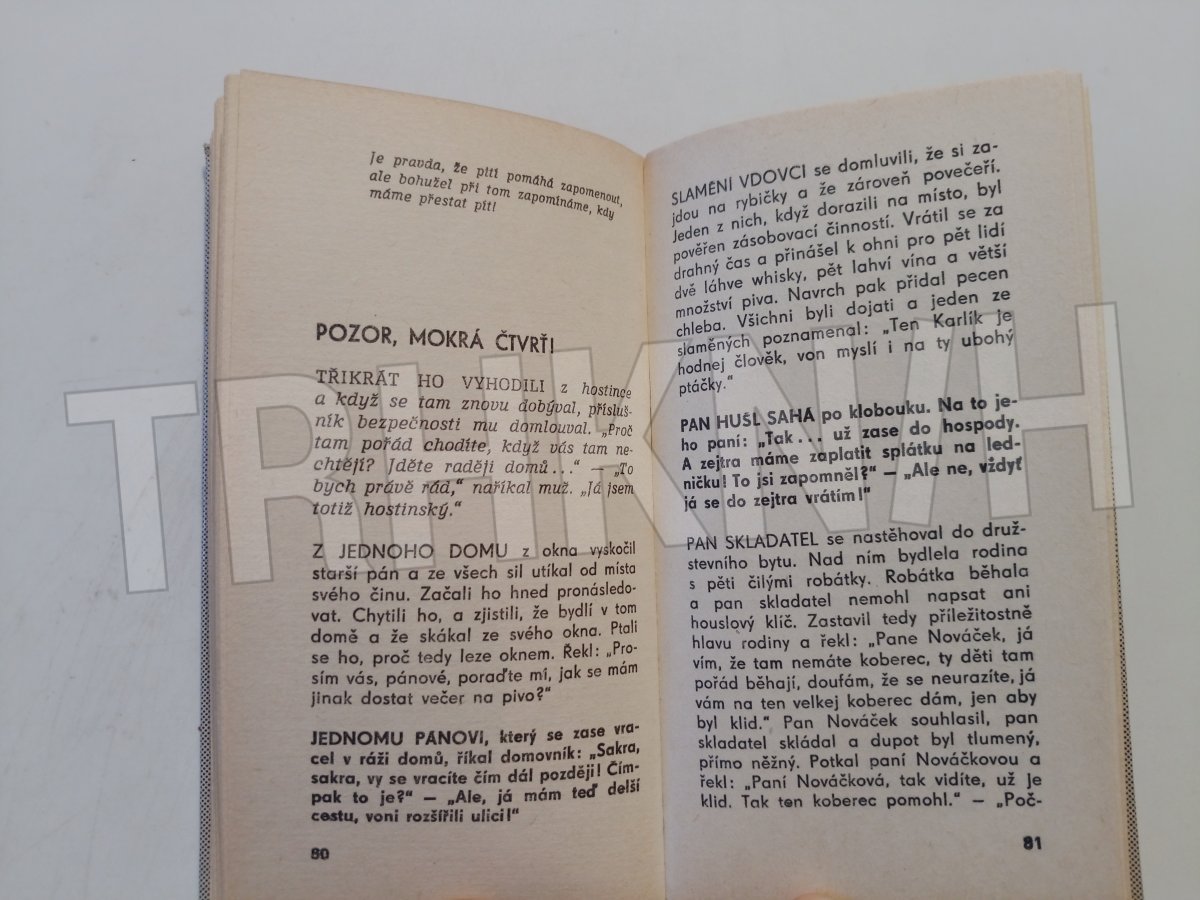 Je pravda, že pití pomáhá zapomenout,
ale bohužel při tom zapomínáme, kdy
máme přestat pít!
POZOR, MOKRÁ ČTVRŤ!
TŘIKRÁT HO VYHODILI z hostince
a když se tam znovu dobýval, přísluš-
ník bezpečnosti mu domlouval. „Proč
tam pořád chodíte, když vás tam ne-
chtějí? Jděte raději domů...“ — „To
bych právě rád,“ naříkal muž. „Já jsem
totiž hostinský.“
Z JEDNOHO DOMU z okna vyskočil
starší pán a ze všech sil utíkal od místa
svého činu. Začali ho hned pronásledo-
vat. Chytili ho, a zjistili, že bydlí v tom
domě a že skákal ze svého okna. Ptali
se ho, proč tedy leze oknem. Řekl: „Pro-
sím vás, pánové, poraďte mi, jak se mám
jinak dostat večer na pivo?“
JEDNOMU PÁNOVI, který se zase vra-
cel v ráži domů, říkal domovník: „Sakra,
sakra, vy se vracíte čím dál později! Čím-
pak to je?“ — „Ale, já mám teď delší
cestu, voni rozšířili ulici!“
80
SLAMĚNÍ VDOVCI se domluvili, že si za-
jdou na rybičky a že zároveň povečeří.
Jeden z nich, když dorazili na místo, byl
pověřen zásobovací činností. Vrátil se za
drahný čas a přinášel k ohni pro pět lidí
dvě láhve whisky, pět lahví vína a větší
množství piva. Navrch pak přidal pecen
chleba. Všichni byli dojati a jeden ze
slaměných poznamenal: „Ten Karlík je
hodnej člověk, von myslí i na ty ubohý
ptáčky.“
PAN HUŠL SAHÁ po klobouku. Na to je-
ho paní: „Tak... už zase do hospody.
A zejtra máme zaplatit splátku na led-
ničku! To jsi zapomněl?“ — „Ale ne, vždyť
já se do zejtra vrátím!“
PAN SKLADATEL se nastěhoval do druž-
stevního bytu. Nad ním bydlela rodina
s pěti čilými robátky. Robátka běhala
a pan skladatel nemohl napsat ani
houslový klíč. Zastavil tedy příležitostně
hlavu rodiny a řekl: „Pane Nováček, já
vím, že tam nemáte koberec, ty děti tam
pořád běhají, doufám, že se neurazíte, já
vám na ten velkej koberec dám, jen aby
byl klid.“ Pan Nováček souhlasil, pan
skladatel skládal a dupot byl tlumený,
přímo něžný. Potkal paní Nováčkovou a
řekl: „Paní Nováčková, tak vidíte, už je
klid. Tak ten koberec pomohl.“ — „Poč-
81
TRHKNIH